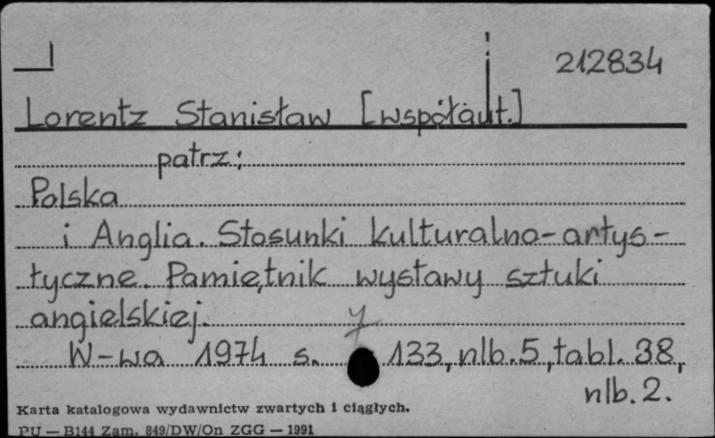 212834
Lorentz Stanisław [współaut.]
patrz:
Polska
i Anglia. Stosunki kulturalno-artys-
tyczne. Pamiętnik wystawy sztuki
angielskiej.
W-wa 1974 s. 133, nlb. 5, tabl. 38,
nlb. 2.
Karta katalogowa wydawnictw zwartych i ciągłych.
PU — B144 Zam. 849/DW/On ZGG — 1991